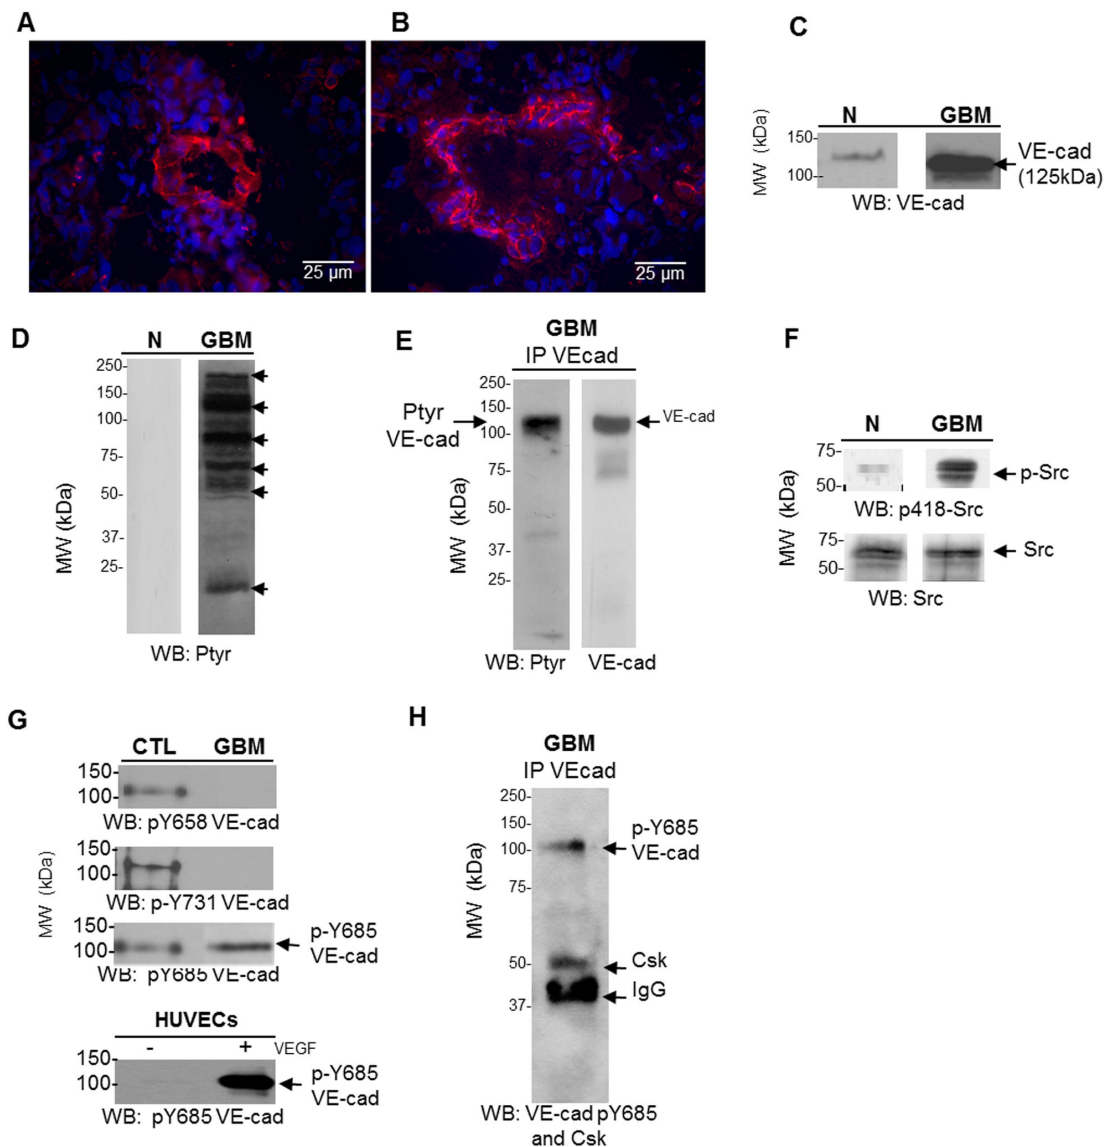 A
B
25 µm
25 µm
C
N GBM
MW (kDa)
150-
100-
VE-cad
(125kDa)
WB: VE-cad
D
N GBM
250-
150-
100-
75-
50-
37-
25-
MW (kDa)
WB: Ptyr
E
GBM
IP VEcad
250-
150-
100-
75-
50-
37-
25-
MW (kDa)
Ptyr
VE-cad
VE-cad
WB: Ptyr VE-cad
F
N GBM
75-
50-
p-Src
WB: p418-Src
MW (kDa)
75-
50-
Src
WB: Src
G
CTL GBM
150-
100-
WB: pY658 VE-cad
150-
100-
WB: p-Y731 VE-cad
MW (kDa)
150-
100-
p-Y685
VE-cad
WB: pY685 VE-cad
HUVECs
- + VEGF
150-
100-
p-Y685
VE-cad
WB: pY685 VE-cad
H
GBM
IP VEcad
250-
150-
100-
75-
50-
37-
MW (kDa)
p-Y685
VE-cad
Csk
IgG
WB: VE-cad pY685
and Csk